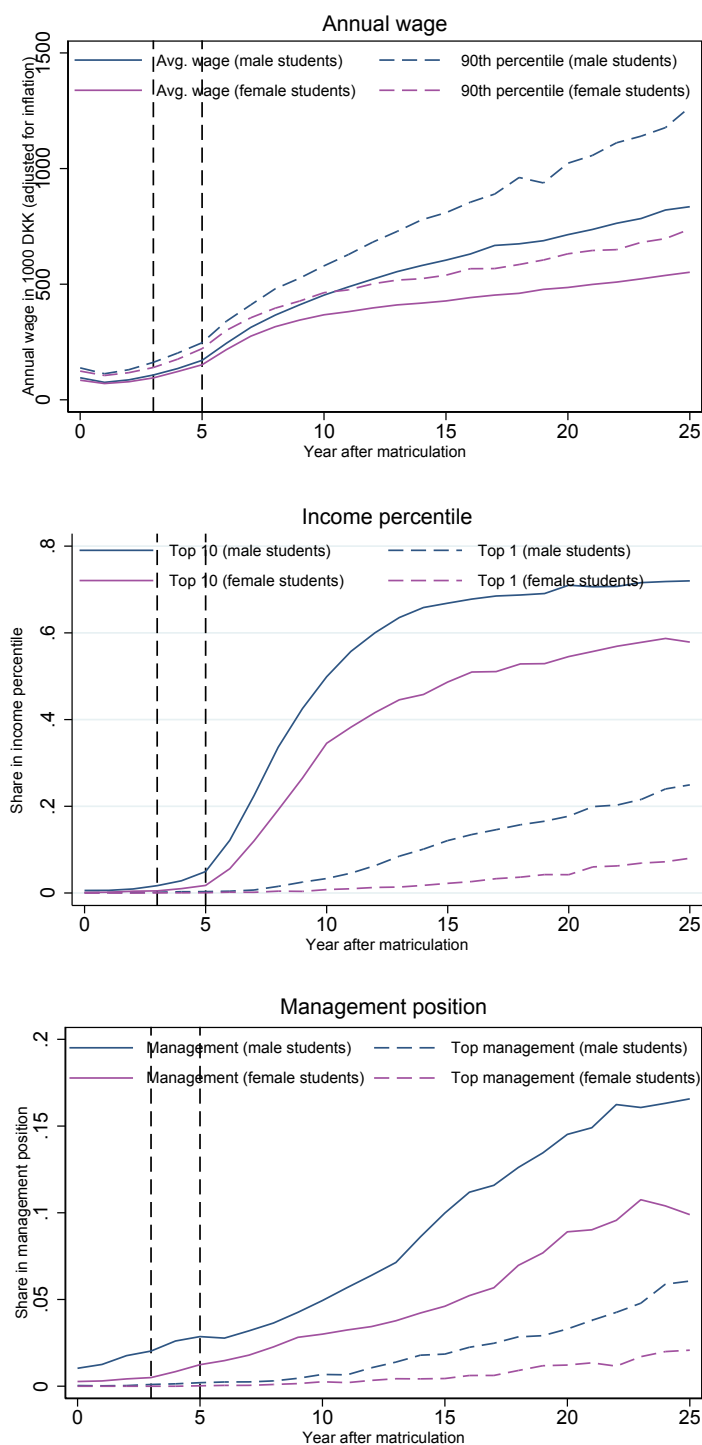 Annual wage
Avg. wage (male students) 90th percentile (male students)
Avg. wage (female students) 90th percentile (female students)
Annual wage in 1000 DKK (adjusted for inflation)
1500
1000
500
0
0 5 10 15 20 25
Year after matriculation
Income percentile
Top 10 (male students) Top 1 (male students)
Top 10 (female students) Top 1 (female students)
Share in income percentile
.8
.6
.4
.2
0
0 5 10 15 20 25
Year after matriculation
Management position
Management (male students) Top management (male students)
Management (female students) Top management (female students)
Share in management position
.2
.15
.1
.05
0
0 5 10 15 20 25
Year after matriculation